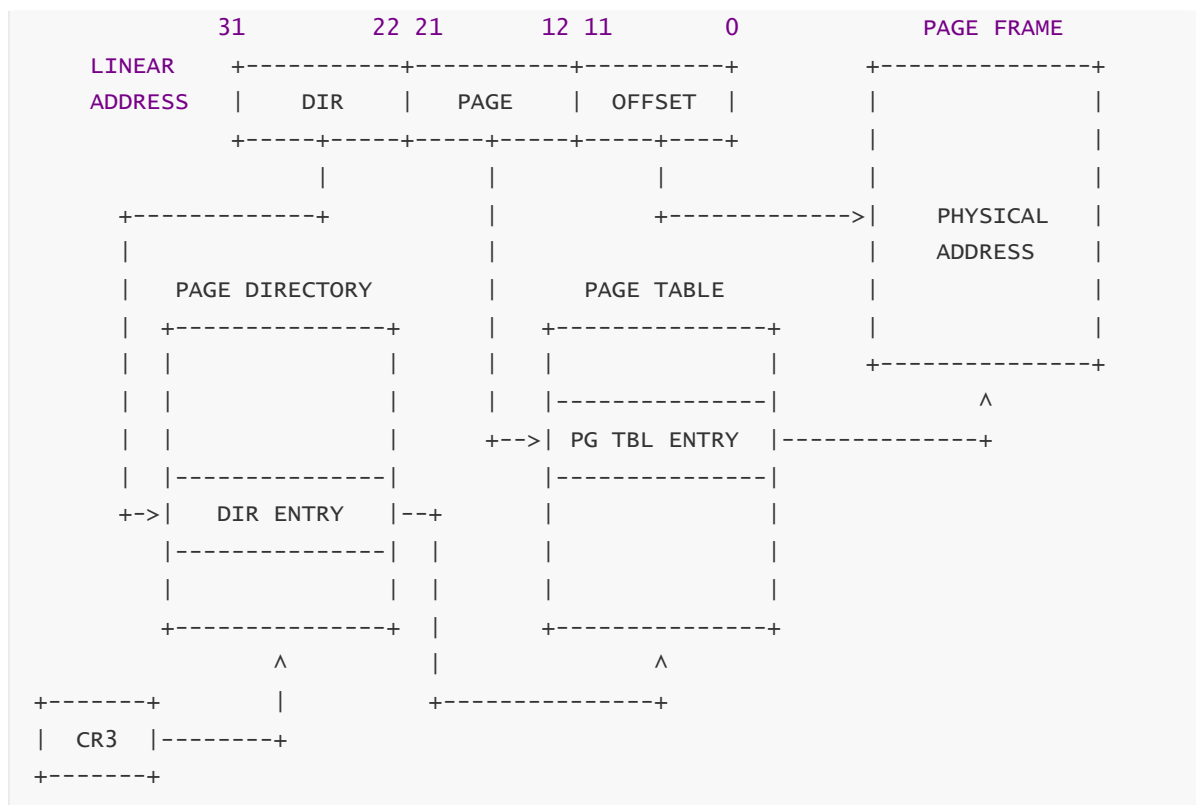 31 22 21 12 11 0 PAGE FRAME
LINEAR +-----------+-----------+----------+ +---------------+
ADDRESS | DIR | PAGE | OFFSET | | |
+-----+-----+-----+-----+-----+----+ | |
| | | | |
+-------------+ | +------------->| PHYSICAL |
| | | ADDRESS |
| PAGE DIRECTORY | PAGE TABLE | |
| +---------------+ | +---------------+ | |
| | | | | | +---------------+
| | | | |---------------| ^
| | | +-->| PG TBL ENTRY |--------------+
| |---------------| |---------------|
+->| DIR ENTRY |--+ | |
|---------------| | | |
| | | | |
+---------------+ | +---------------+
^ | ^
+-------+ | +---------------+
| CR3 |--------+
+-------+